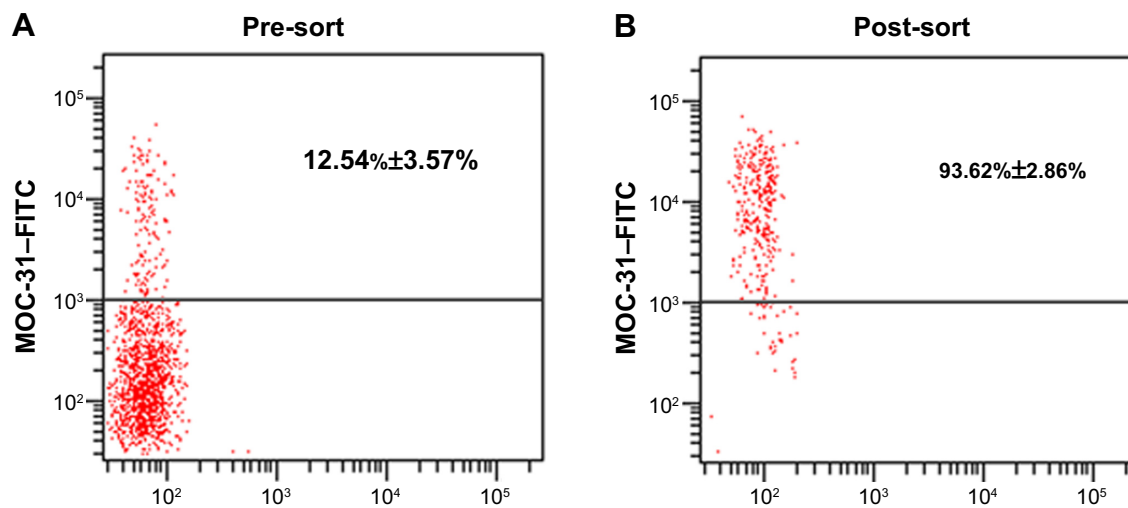 A
Pre-sort
MOC-31–FITC
10⁵
10⁴
10³
10²
12.54%±3.57%
10² 10³ 10⁴ 10⁵
B
Post-sort
MOC-31–FITC
10⁵
10⁴
10³
10²
93.62%±2.86%
10² 10³ 10⁴ 10⁵